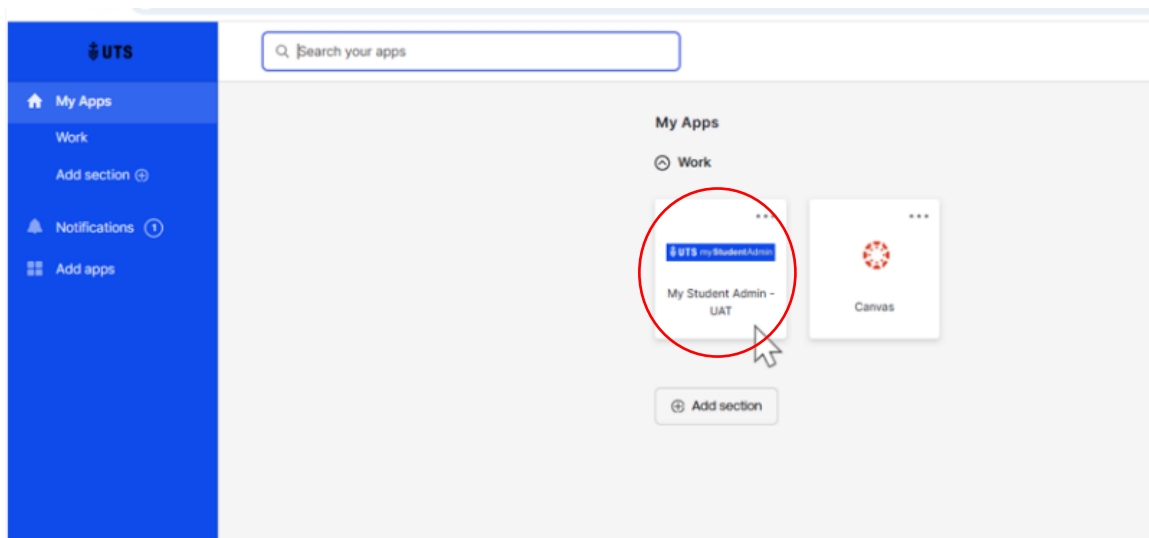 UTS
Search your apps
My Apps
Work
Add section
Notifications 1
Add apps
My Apps
Work
UTS myStudentAdmin
My Student Admin -
UAT
Canvas
Add section